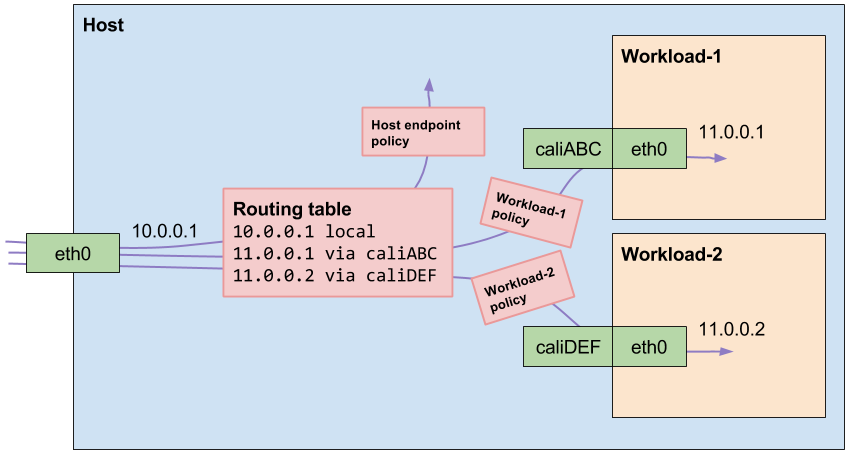 Host
Workload-1
Host endpoint
policy
caliABC
eth0
11.0.0.1
Workload-1
policy
10.0.0.1
eth0
Routing table
10.0.0.1 local
11.0.0.1 via caliABC
11.0.0.2 via caliDEF
Workload-2
Workload-2
policy
caliDEF
eth0
11.0.0.2